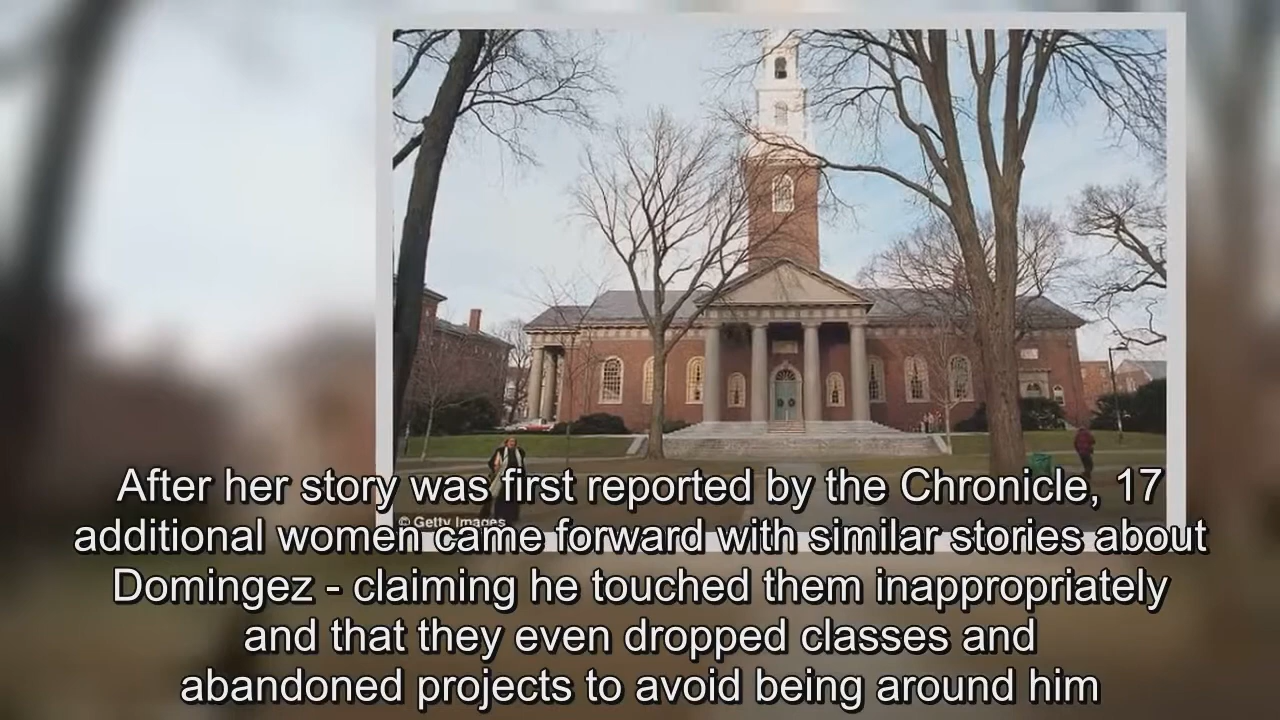 After her story was first reported by the Chronicle, 17
additional women came forward with similar stories about
Domingez - claiming he touched them inappropriately
and that they even dropped classes and
abandoned projects to avoid being around him
© Getty Images